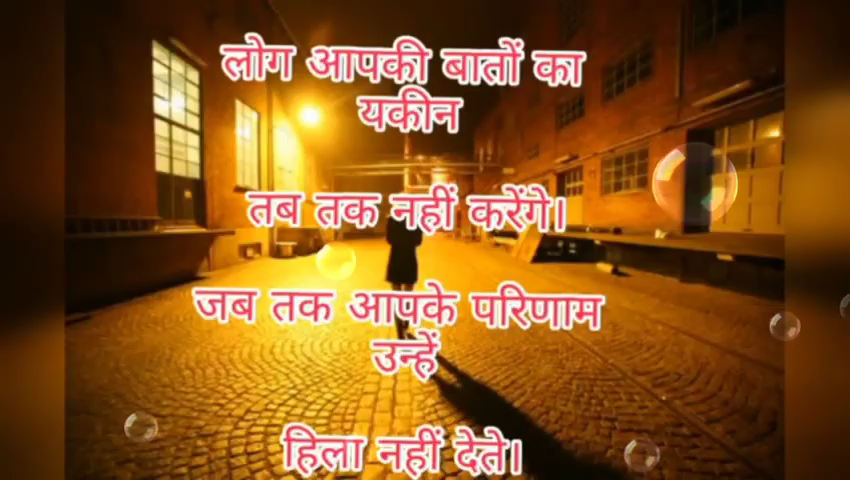 लोग आपकी बातों का
यकीन
तब तक नहीं करेंगे।
जब तक आपके परिणाम
उन्हें
हिला नहीं देते।